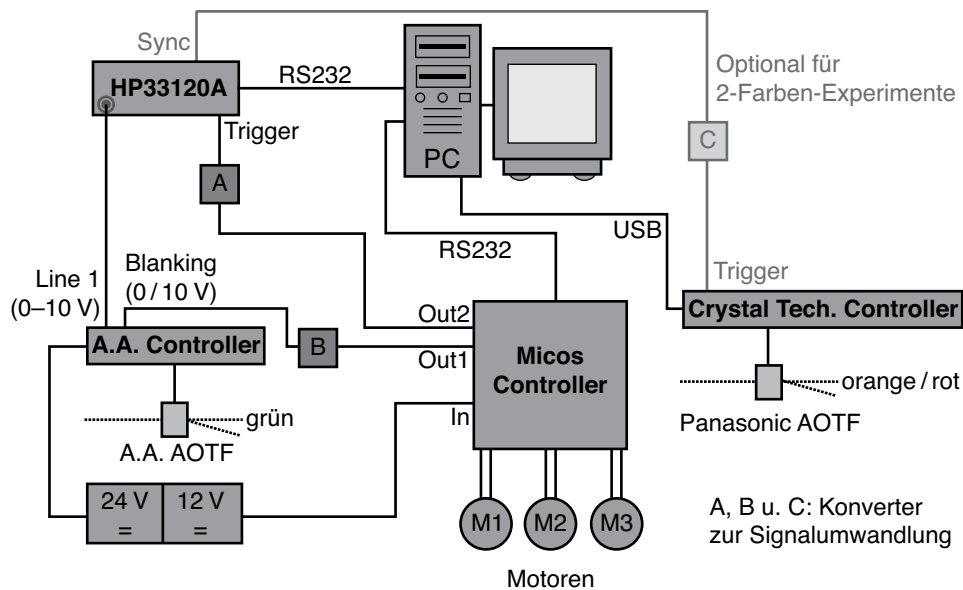 Sync
HP33120A
RS232
PC
Optional für
2-Farben-Experimente
C
Trigger
A
USB
RS232
Line 1
(0–10 V)
Blanking
(0 / 10 V)
Trigger
Out2
Crystal Tech. Controller
A.A. Controller
B
Out1
Micos
Controller
In
grün
A.A. AOTF
orange / rot
Panasonic AOTF
24 V
=
12 V
=
M1
M2
M3
Motoren
A, B u. C: Konverter
zur Signalumwandlung